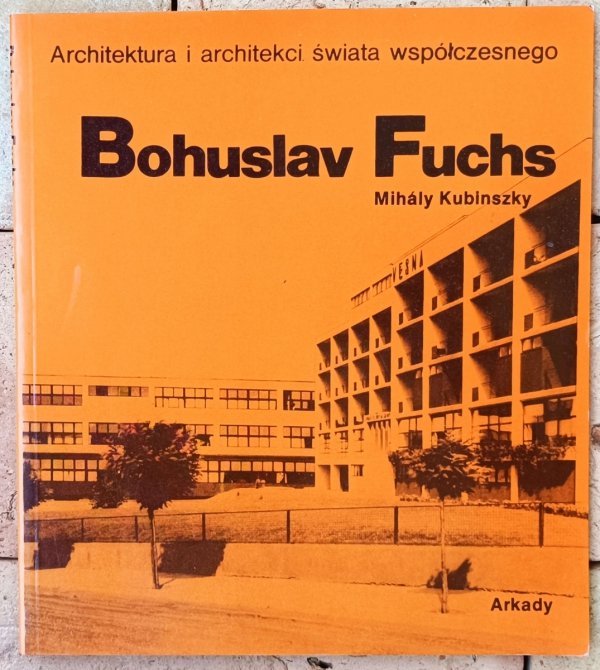 Architektura i architekci świata współczesnego
Bohuslav Fuchs
Mihály Kubinszky
VESNA
Arkady